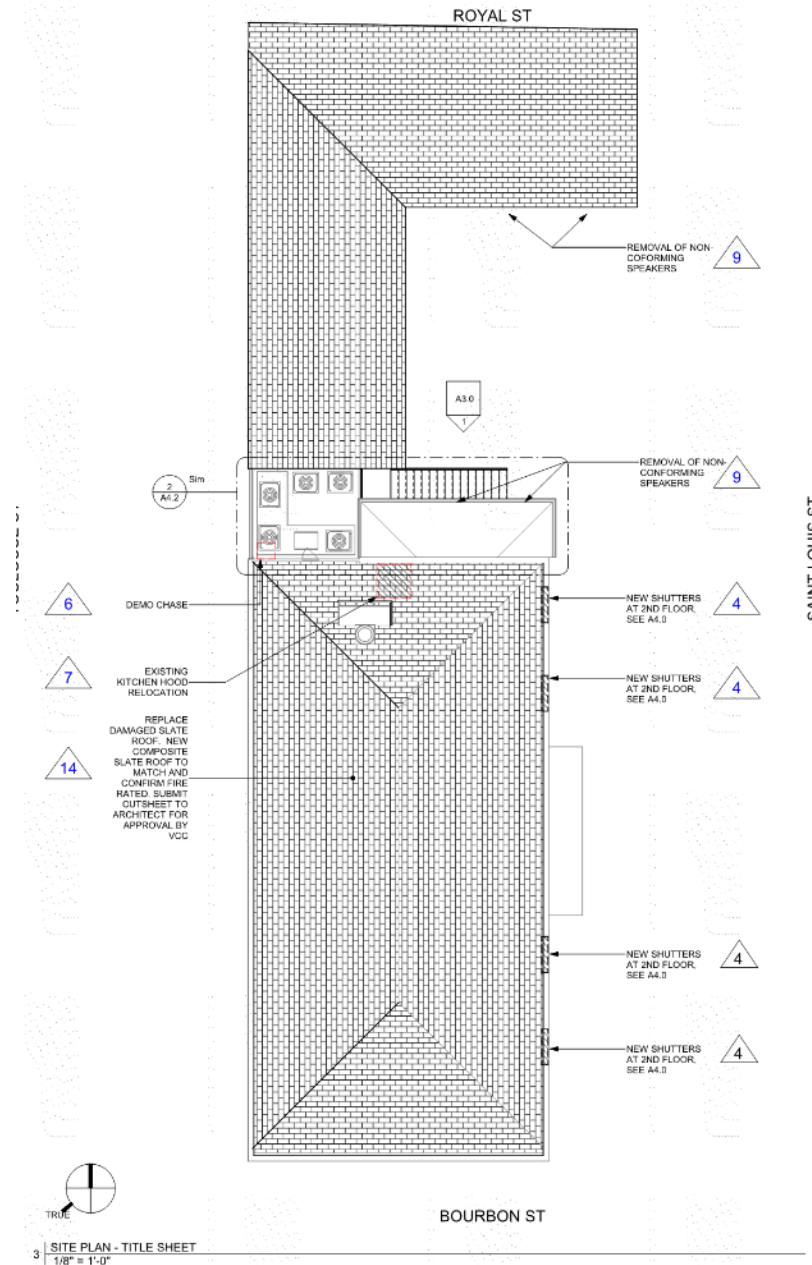 ROYAL ST
REMOVAL OF NON-
COFORMING
SPEAKERS
9
A3.0
1
REMOVAL OF NON-
CONFORMING
SPEAKERS
9
2
A4.2
Sim
SAINT LOUIS ST
6
DEMO CHASE
NEW SHUTTERS
AT 2ND FLOOR,
SEE A4.0
4
7
EXISTING
KITCHEN HOOD
RELOCATION
NEW SHUTTERS
AT 2ND FLOOR,
SEE A4.0
4
14
REPLACE
DAMAGED SLATE
ROOF. NEW
COMPOSITE
SLATE ROOF TO
MATCH AND
CONFIRM FIRE
RATED. SUBMIT
CUTSHEET TO
ARCHITECT FOR
APPROVAL BY
VCC
NEW SHUTTERS
AT 2ND FLOOR,
SEE A4.0
4
NEW SHUTTERS
AT 2ND FLOOR,
SEE A4.0
4
TRUE
BOURBON ST
3
SITE PLAN - TITLE SHEET
1/8" = 1'-0"